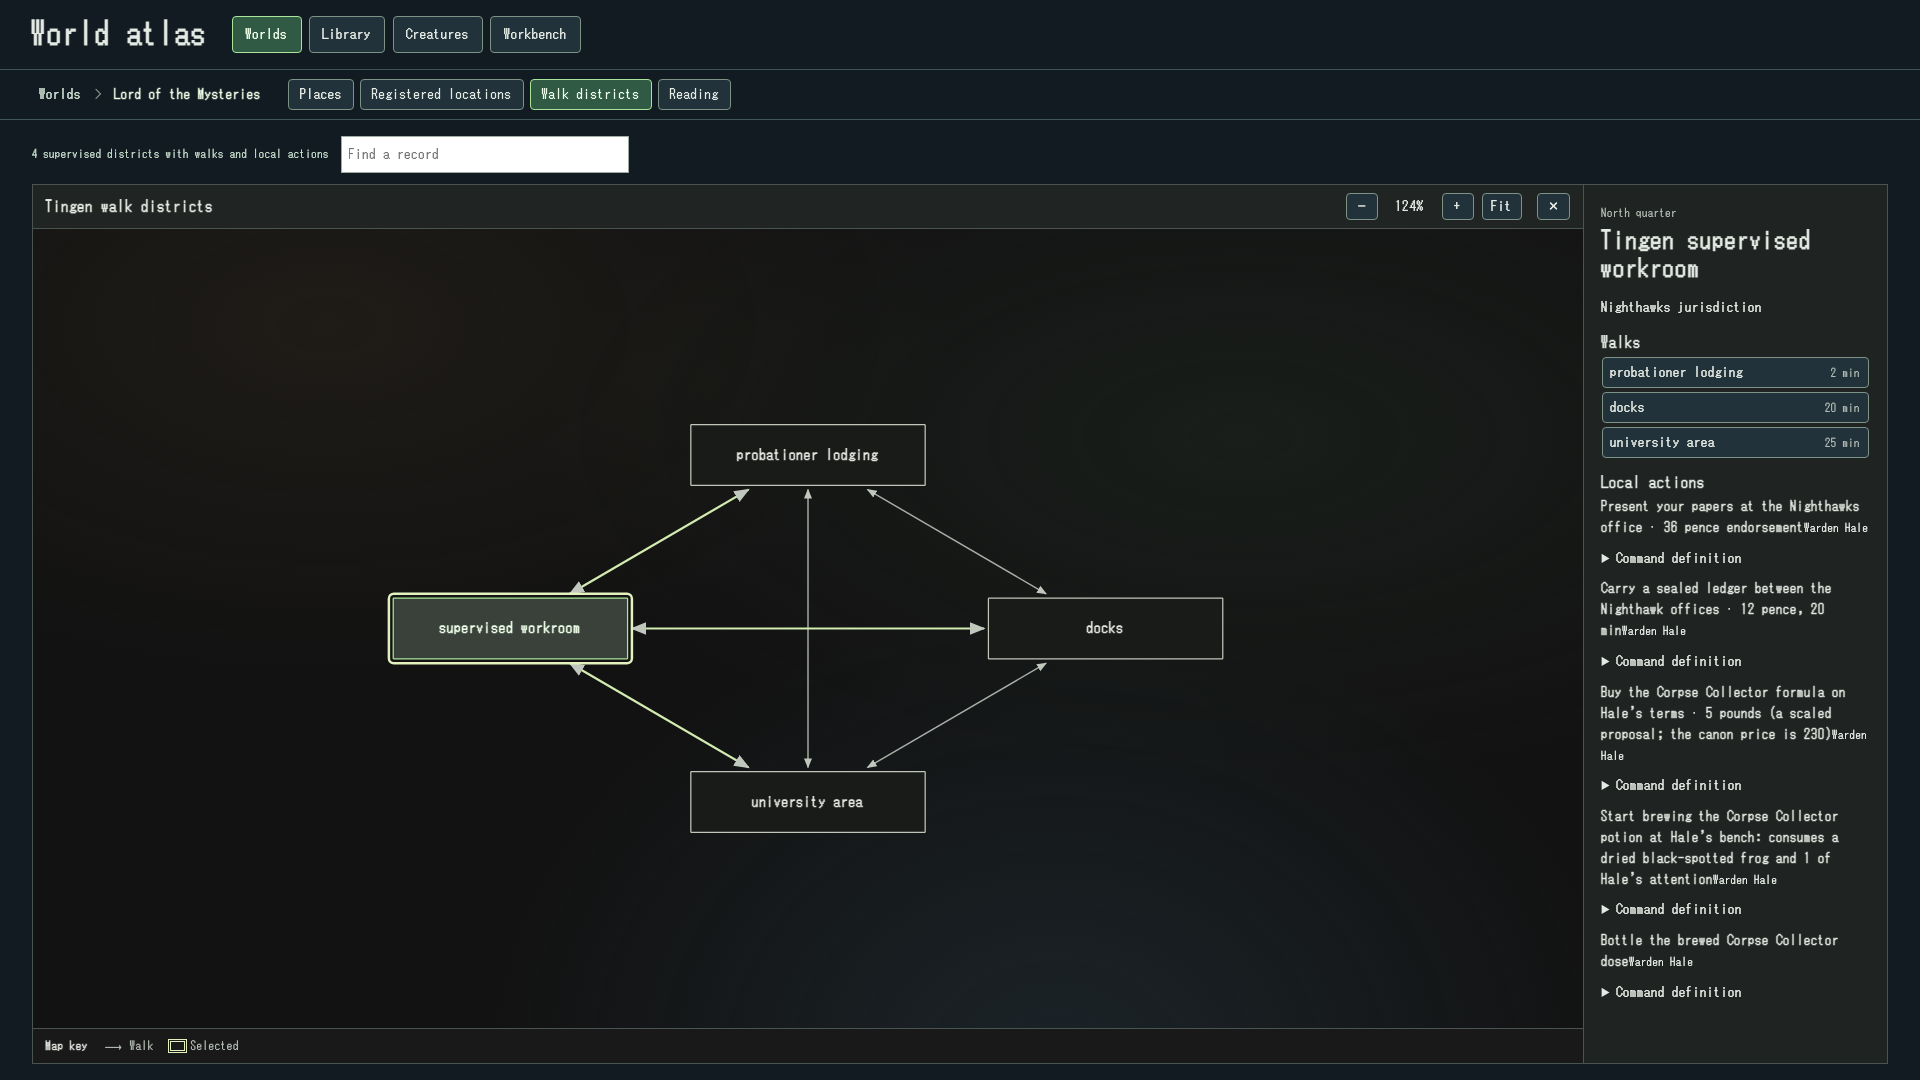 World atlas
Worlds
Library
Creatures
Workbench
Worlds > Lord of the Mysteries
Places
Registered locations
Walk districts
Reading
4 supervised districts with walks and local actions
Find a record
Tingen walk districts
−
124%
+
Fit
×
probationer lodging
supervised workroom
docks
university area
Map key
Walk
Selected
North quarter
Tingen supervised
workroom
Nighthawks jurisdiction
Walks
probationer lodging 2 min
docks 20 min
university area 25 min
Local actions
Present your papers at the Nighthawks
office · 36 pence endorsementWarden Hale
▶ Command definition
Carry a sealed ledger between the
Nighthawk offices · 12 pence, 20
minWarden Hale
▶ Command definition
Buy the Corpse Collector formula on
Hale’s terms · 5 pounds (a scaled
proposal; the canon price is 230)Warden
Hale
▶ Command definition
Start brewing the Corpse Collector
potion at Hale’s bench: consumes a
dried black-spotted frog and 1 of
Hale’s attentionWarden Hale
▶ Command definition
Bottle the brewed Corpse Collector
doseWarden Hale
▶ Command definition